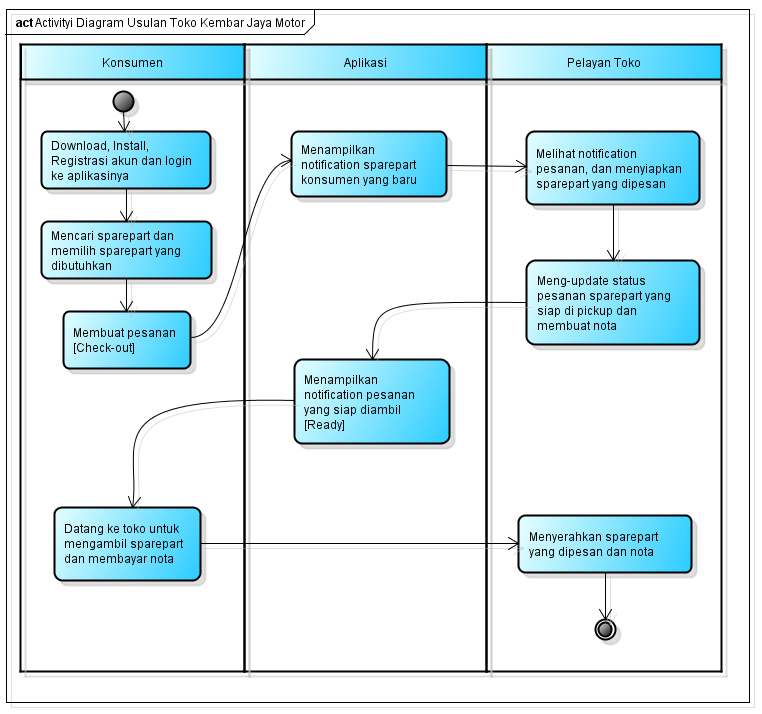 act Activityi Diagram Usulan Toko Kembar Jaya Motor
Konsumen
Aplikasi
Pelayan Toko
Download, Install,
Registrasi akun dan login
ke aplikasinya
Mencari sparepart dan
memilih sparepart yang
dibutuhkan
Membuat pesanan
[Check-out]
Menampilkan
notification sparepart
konsumen yang baru
Melihat notification
pesanan, dan menyiapkan
sparepart yang dipesan
Meng-update status
pesanan sparepart yang
siap di pickup dan
membuat nota
Menampilkan
notification pesanan
yang siap diambil
[Ready]
Datang ke toko untuk
mengambil sparepart
dan membayar nota
Menyerahkan sparepart
yang dipesan dan nota